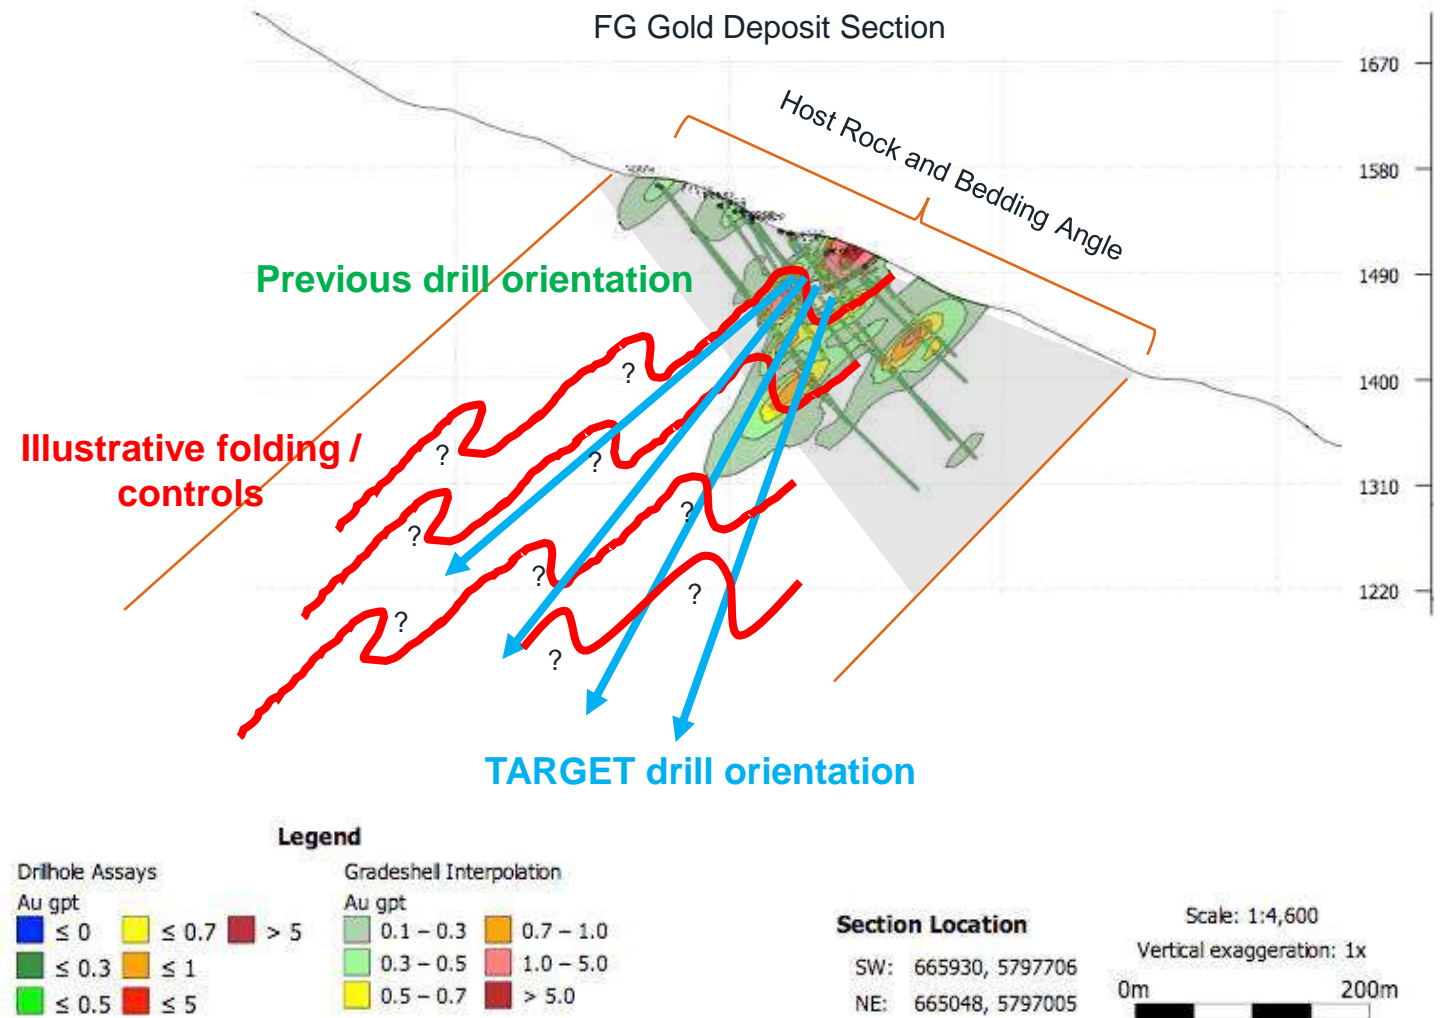 FG Gold Deposit Section
1670
Host Rock and Bedding Angle
1580
Previous drill orientation
1490
?
1400
Illustrative folding /
controls
?
?
1310
?
?
?
1220
?
?
?
TARGET drill orientation
Legend
Drillhole Assays
Au gpt
≤ 0
≤ 0.7
> 5
≤ 0.3
≤ 1
≤ 0.5
≤ 5
Gradeshell Interpolation
Au gpt
0.1 – 0.3
0.7 – 1.0
0.3 – 0.5
1.0 – 5.0
0.5 – 0.7
> 5.0
Section Location
SW: 665930, 5797706
NE: 665048, 5797005
Scale: 1:4,600
Vertical exaggeration: 1x
0m 200m